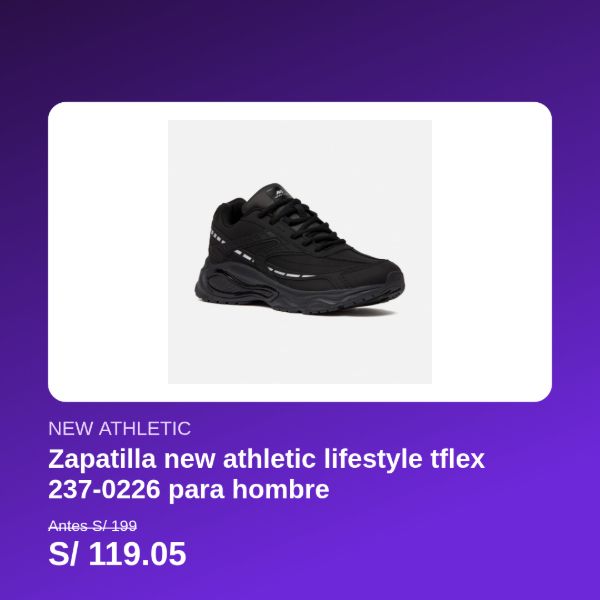 NEW ATHLETIC
Zapatilla new athletic lifestyle tflex
237-0226 para hombre
Antes S/ 199
S/ 119.05